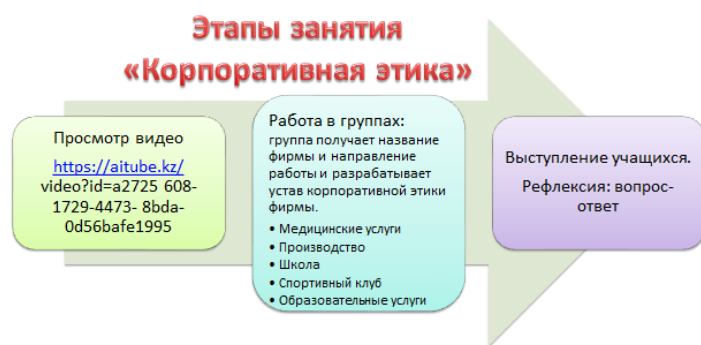 Этапы занятия
«Корпоративная этика»
Просмотр видео
https://aitube.kz/
video?id=a2725 608-
1729-4473- 8bda-
0d56bafe1995
Работа в группах:
группа получает название
фирмы и направление
работы и разрабатывает
устав корпоративной этики
фирмы.
• Медицинские услуги
• Производство
• Школа
• Спортивный клуб
• Образовательные услуги
Выступление учащихся.
Рефлексия: вопрос-
ответ